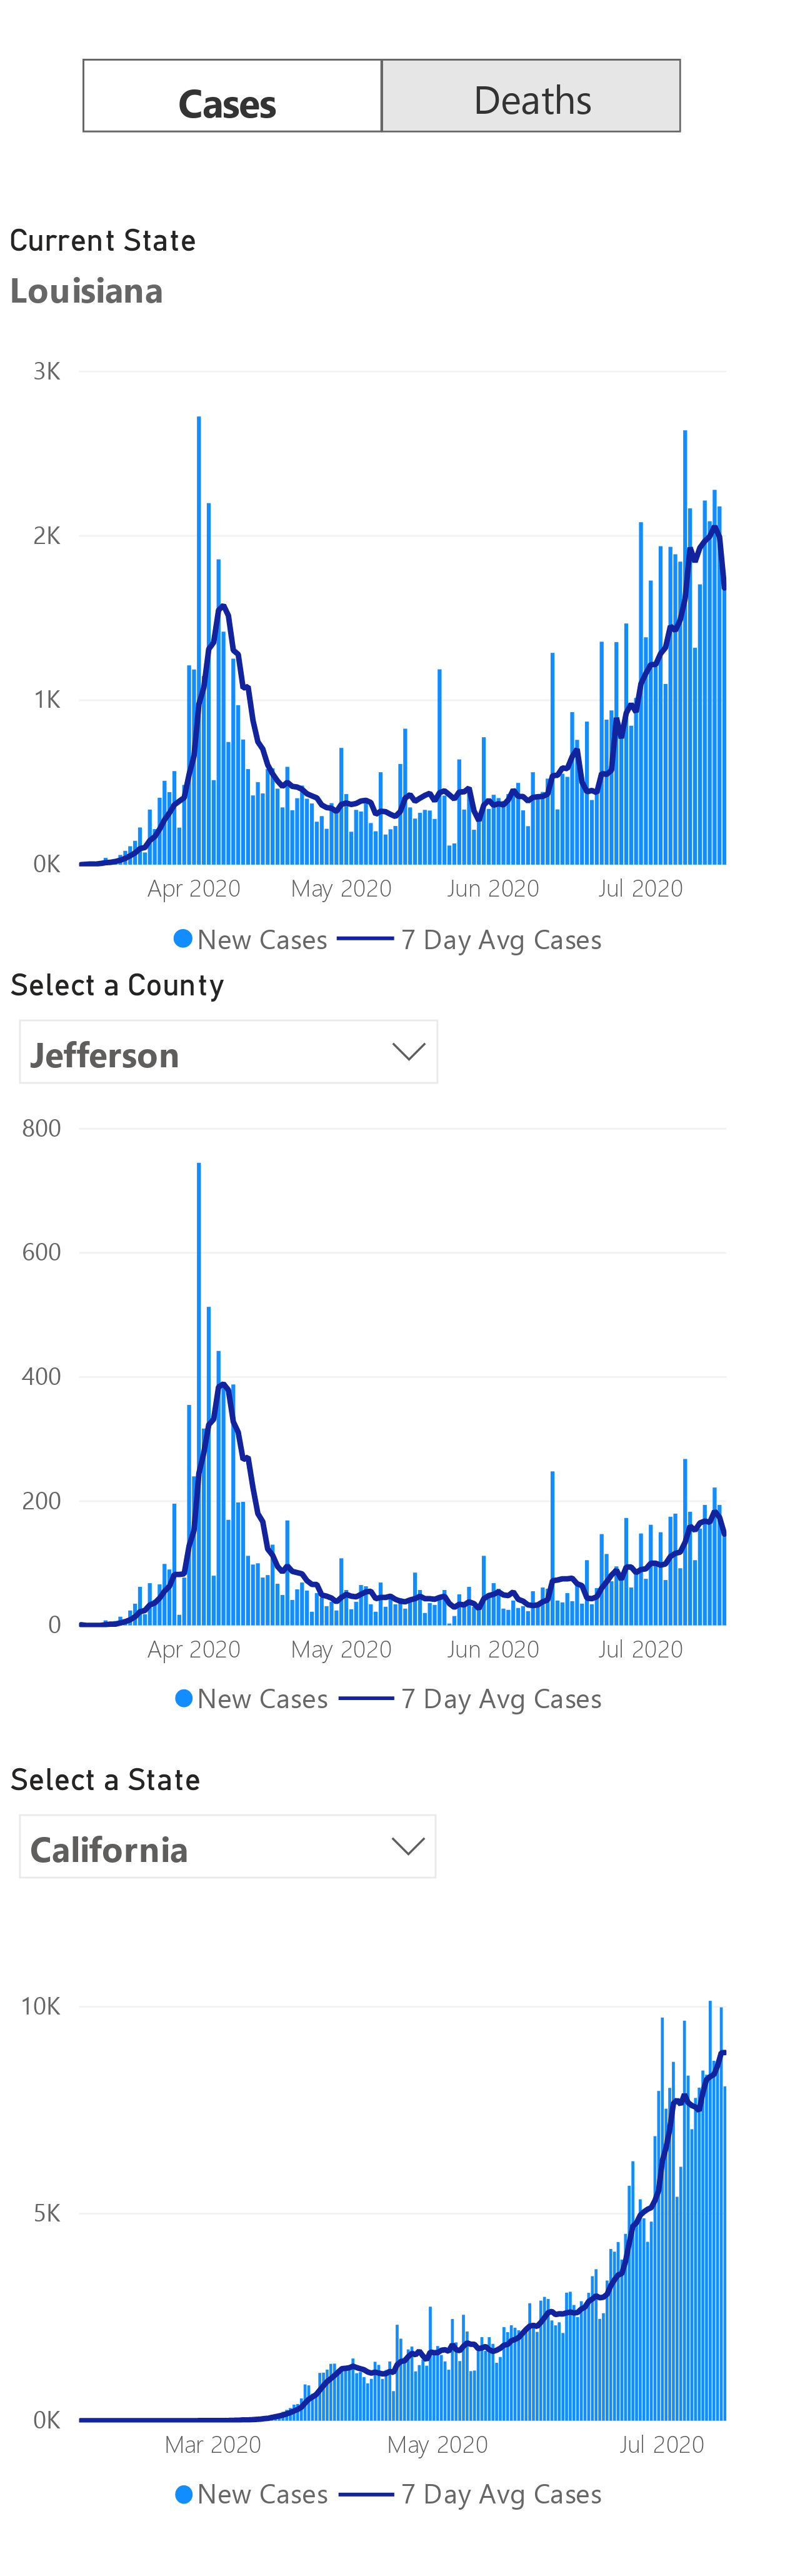 Cases Deaths
Current State
Louisiana
3K
2K
1K
0K
Apr 2020 May 2020 Jun 2020 Jul 2020
New Cases 7 Day Avg Cases
Select a County
Jefferson
800
600
400
200
0
Apr 2020 May 2020 Jun 2020 Jul 2020
New Cases 7 Day Avg Cases
Select a State
California
10K
5K
0K
Mar 2020 May 2020 Jul 2020
New Cases 7 Day Avg Cases